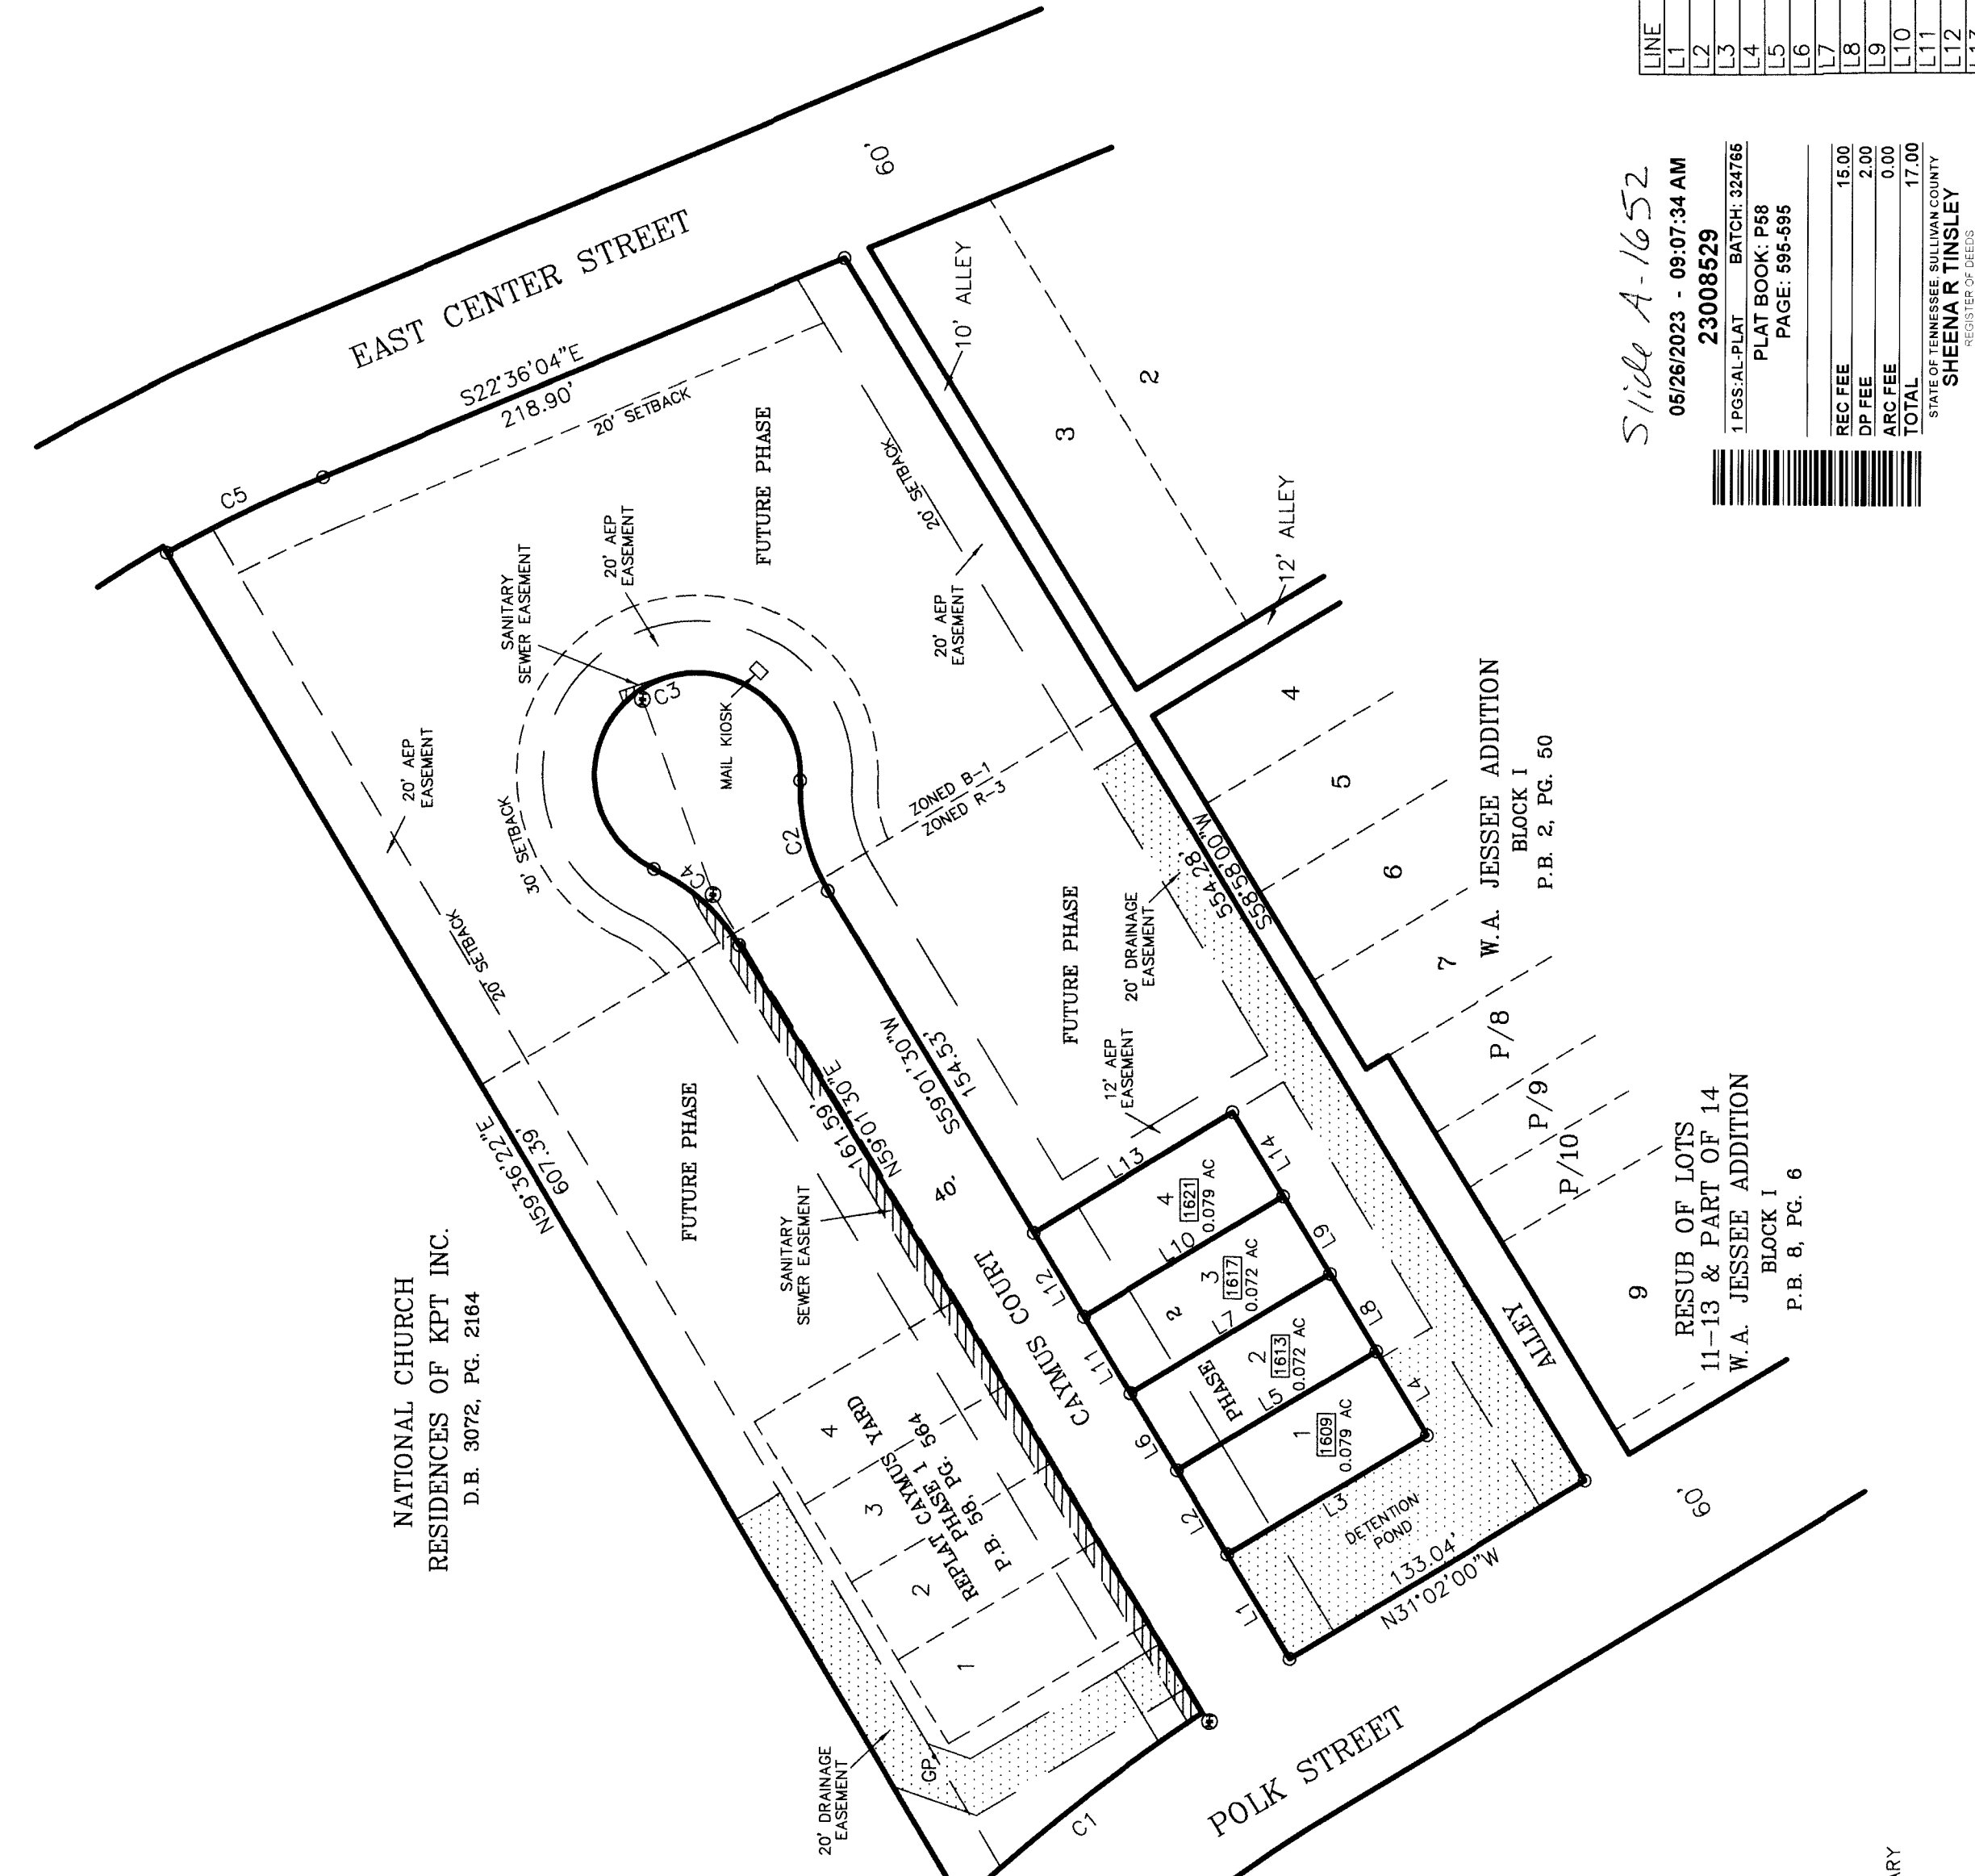 EAST CENTER STREET
60'
S22°36'04"E
218.90'
20' SETBACK
C5
10' ALLEY
2
3
FUTURE PHASE
20' SETBACK
20' AEP
EASEMENT
SANITARY
SEWER EASEMENT
20' AEP
EASEMENT
12' ALLEY
C3
MAIL KIOSK
20' AEP
EASEMENT
30' SETBACK
C4
C2
ZONED B-1
ZONED R-3
20' SETBACK
4
5
6
7
P/8
P/9
P/10
9
W.A. JESSEE ADDITION
BLOCK I
P.B. 2, PG. 50
554.28'
S58°58'00"W
FUTURE PHASE
20' DRAINAGE
EASEMENT
12' AEP
EASEMENT
S59°01'30"W
154.53'
161.59'
N59°01'30"E
FUTURE PHASE
N59°36'22"E
607.39'
SANITARY
SEWER EASEMENT
40'
CAYMUS COURT
NATIONAL CHURCH
RESIDENCES OF KPT INC.
D.B. 3072, PG. 2164
L13
L14
4
1621
0.079 AC
L10
L12
L9
3
1617
0.072 AC
L7
L11
L8
2
1613
0.072 AC
L5
L6
L4
1
1609
0.079 AC
L3
L2
L1
PHASE 2
DETENTION
POND
133.04'
N31°02'00"W
ALLEY
60'
RESUB OF LOTS
11-13 & PART OF 14
W.A. JESSEE ADDITION
BLOCK I
P.B. 8, PG. 6
4
3
2
1
REPLAT CAYMUS YARD
PHASE 1
P.B. 58, PG. 564
GP
20' DRAINAGE
EASEMENT
C1
POLK STREET
Slide A-1652
05/26/2023 - 09:07:34 AM
23008529
1 PGS:AL-PLAT BATCH: 324765
PLAT BOOK: P58
PAGE: 595-595
REC FEE 15.00
DP FEE 2.00
ARC FEE 0.00
TOTAL 17.00
STATE OF TENNESSEE, SULLIVAN COUNTY
SHEENA R TINSLEY
REGISTER OF DEEDS
LINE
L1
L2
L3
L4
L5
L6
L7
L8
L9
L10
L11
L12
L13